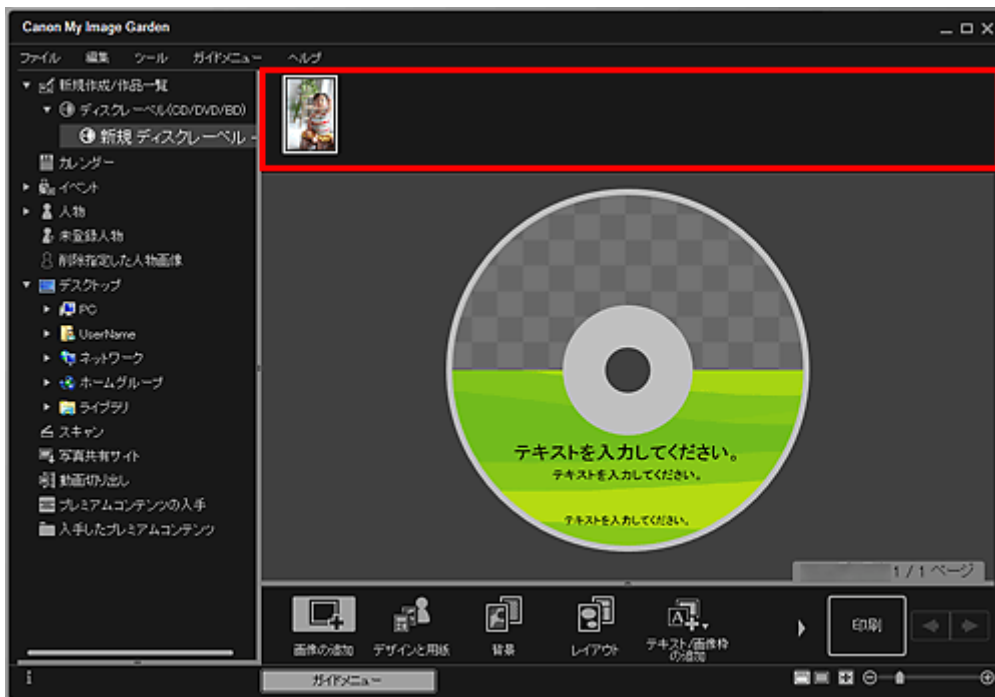 Canon My Image Garden
ファイル 編集 ツール ガイドメニュー ヘルプ
新規作成/作品一覧
ディスクレーベル(CD/DVD/BD)
新規 ディスクレーベル -
カレンダー
イベント
人物
未登録人物
削除指定した人物画像
デスクトップ
PC
UserName
ネットワーク
ホームグループ
ライブラリ
スキャン
写真共有サイト
動画切り出し
プレミアムコンテンツの入手
入手したプレミアムコンテンツ
テキストを入力してください。
テキストを入力してください。
テキストを入力してください。
1 / 1 ページ
画像の追加 デザインと用紙 背景 レイアウト テキスト/画像枠
の追加
印刷
ガイドメニュー